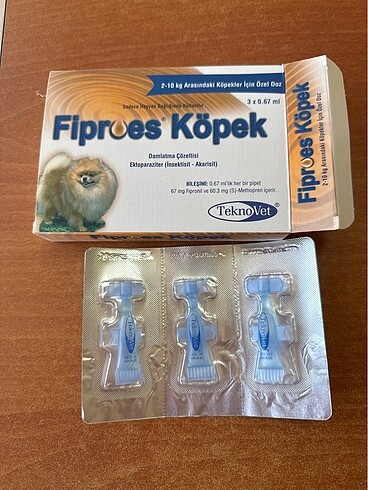 2-10 kg Arasındaki Köpekler İçin Özel Doz
Sadece Hayvan Sağlığında Kullanılır
3 x 0.67 ml
Fiproes® Köpek
Damlatma Çözeltisi
Ektoparaziter (İnsektisit - Akarisit)
BİLEŞİMİ: 0.67 ml'lik her bir pipet
67 mg Fipronil ve 60.3 mg (S)-Methopren içerir.
TeknoVet®
Fiproes Köpek
2-10 kg Arasındaki Köpekler İçin Özel Doz